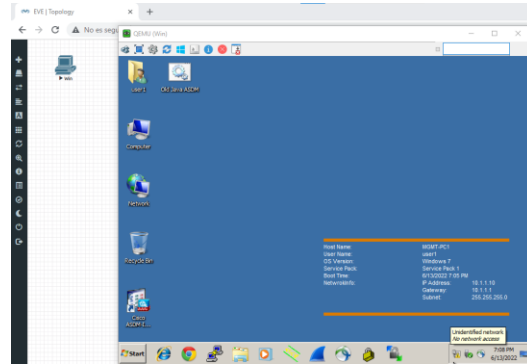 EVE | Topology
No es segu
QEMU (Win)
Win
user1
Old Java ASDM
Computer
Network
Recycle Bin
Cisco
ASDM-I...
Host Name: MGMT-PC1
User Name: user1
OS Version: Windows 7
Service Pack: Service Pack 1
Boot Time: 6/13/2022 7:05 PM
NetworkInfo: IP Address: 10.1.1.10
Gateway: 10.1.1.1
Subnet: 255.255.255.0
Unidentified network
No network access
Start
7:08 PM
6/13/2022